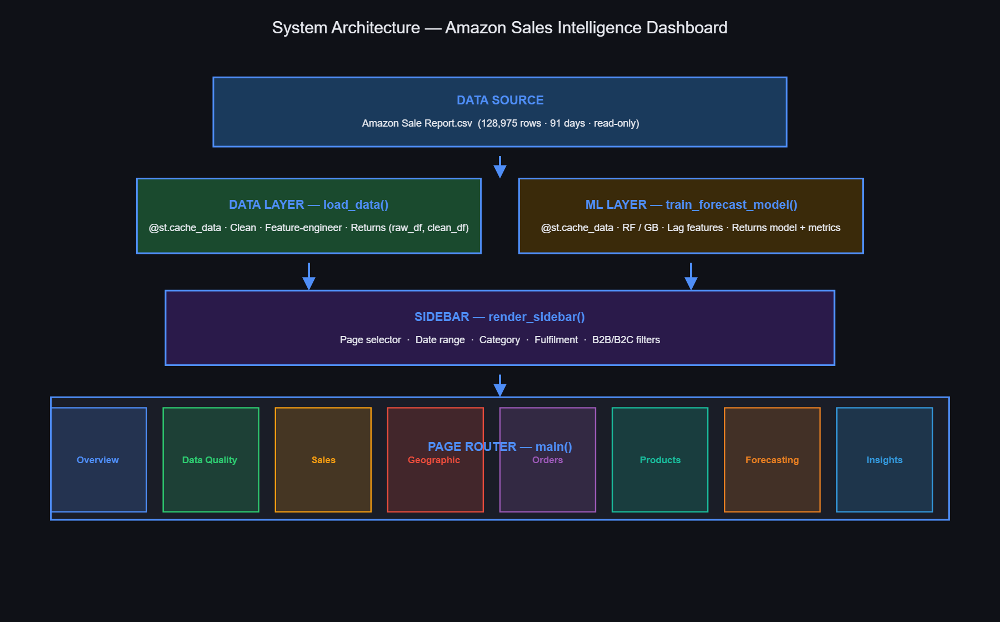 System Architecture — Amazon Sales Intelligence Dashboard
DATA SOURCE
Amazon Sale Report.csv  (128,975 rows · 91 days · read-only)
DATA LAYER — load_data()
@st.cache_data · Clean · Feature-engineer · Returns (raw_df, clean_df)
ML LAYER — train_forecast_model()
@st.cache_data · RF / GB · Lag features · Returns model + metrics
SIDEBAR — render_sidebar()
Page selector  ·  Date range  ·  Category  ·  Fulfilment  ·  B2B/B2C filters
PAGE ROUTER — main()
Overview
Data Quality
Sales
Geographic
Orders
Products
Forecasting
Insights